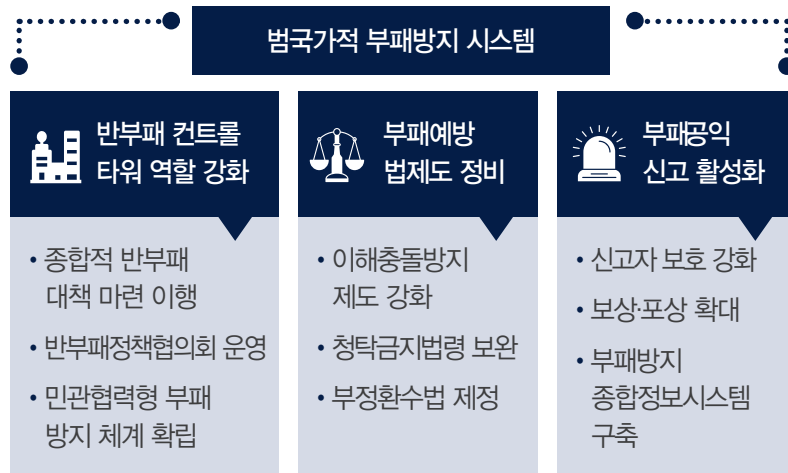 범국가적 부패방지 시스템
반부패 컨트롤
타워 역할 강화
• 종합적 반부패
대책 마련 이행
• 반부패정책협의회 운영
• 민관협력형 부패
방지 체계 확립
부패예방
법제도 정비
• 이해충돌방지
제도 강화
• 청탁금지법령 보완
• 부정환수법 제정
부패공익
신고 활성화
• 신고자 보호 강화
• 보상·포상 확대
• 부패방지
종합정보시스템
구축